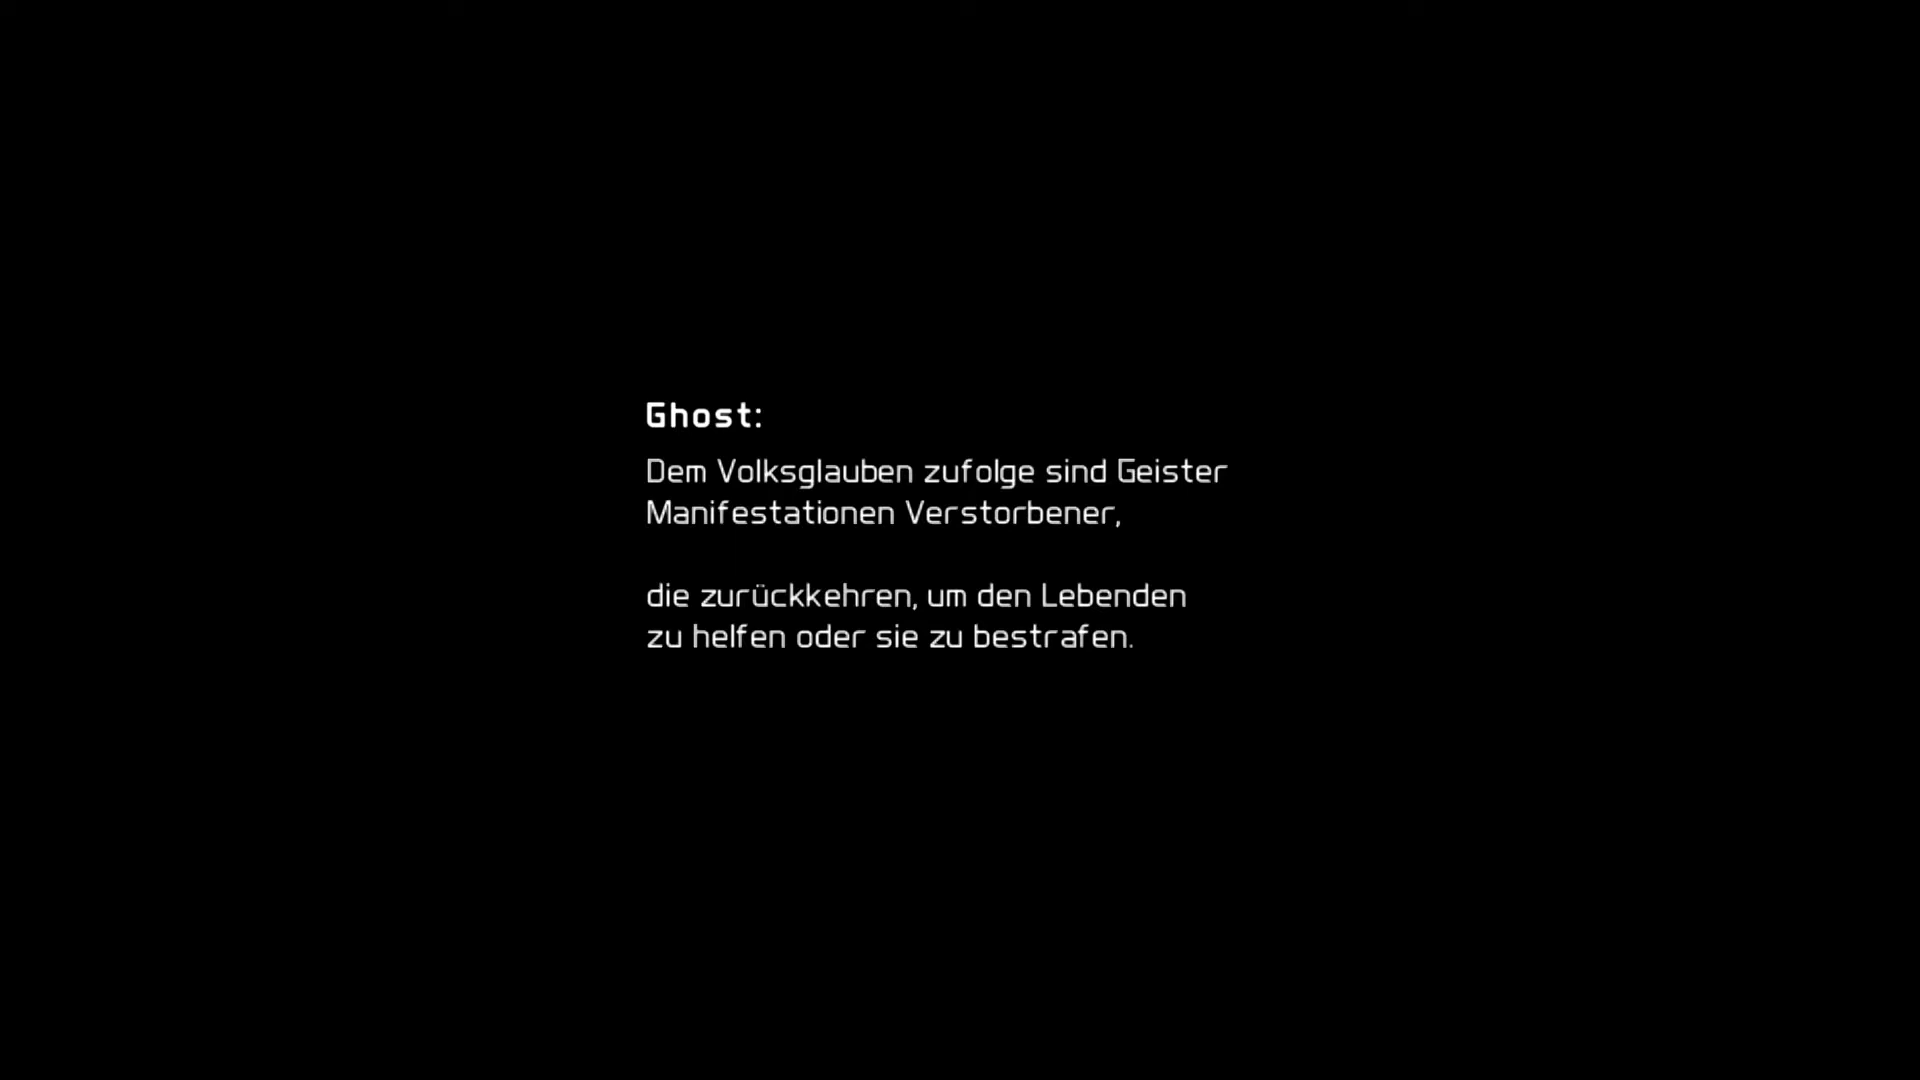 Ghost:
Dem Volksglauben zufolge sind Geister
Manifestationen Verstorbener,
die zurückkehren, um den Lebenden
zu helfen oder sie zu bestrafen.